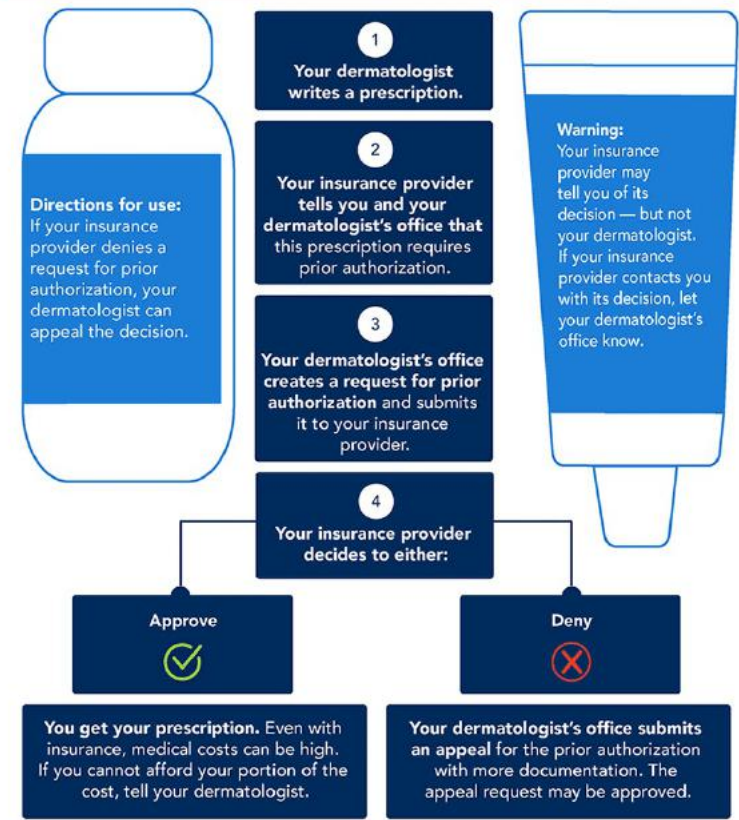 1
Your dermatologist
writes a prescription.
2
Your insurance provider
tells you and your
dermatologist's office that
this prescription requires
prior authorization.
3
Your dermatologist's office
creates a request for prior
authorization and submits
it to your insurance
provider.
4
Your insurance provider
decides to either:
Directions for use:
If your insurance
provider denies a
request for prior
authorization, your
dermatologist can
appeal the decision.
Warning:
Your insurance
provider may
tell you of its
decision — but not
your dermatologist.
If your insurance
provider contacts you
with its decision, let
your dermatologist's
office know.
Approve
You get your prescription. Even with
insurance, medical costs can be high.
If you cannot afford your portion of the
cost, tell your dermatologist.
Deny
Your dermatologist's office submits
an appeal for the prior authorization
with more documentation. The
appeal request may be approved.